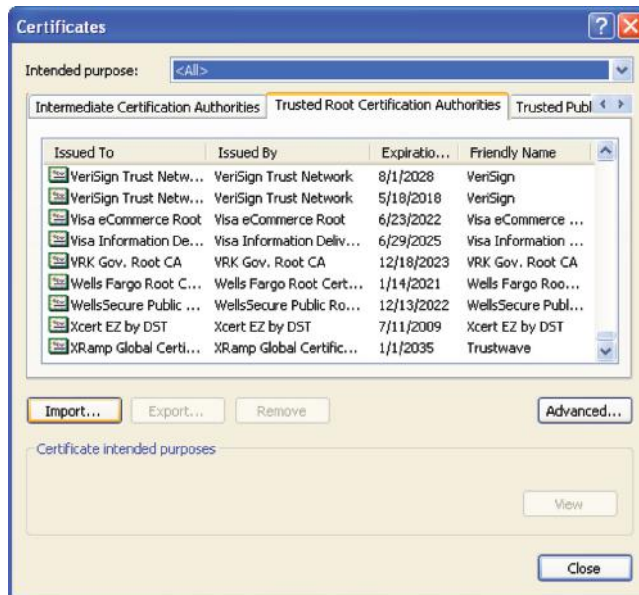 Certificates
Intended purpose: <All>
Intermediate Certification Authorities Trusted Root Certification Authorities Trusted Publ
Issued To Issued By Expiratio... Friendly Name
VeriSign Trust Netw... VeriSign Trust Network 8/1/2028 VeriSign
VeriSign Trust Netw... VeriSign Trust Network 5/18/2018 VeriSign
Visa eCommerce Root Visa eCommerce Root 6/23/2022 Visa eCommerce ...
Visa Information De... Visa Information Deliv... 6/29/2025 Visa Information ...
VRK Gov. Root CA VRK Gov. Root CA 12/18/2023 VRK Gov. Root CA
Wells Fargo Root C... Wells Fargo Root Cert... 1/14/2021 Wells Fargo Roo...
WellsSecure Public ... WellsSecure Public Ro... 12/13/2022 WellsSecure Publ...
Xcert EZ by DST Xcert EZ by DST 7/11/2009 Xcert EZ by DST
XRamp Global Certi... XRamp Global Certific... 1/1/2035 Trustwave
Import... Export... Remove Advanced...
Certificate intended purposes
View
Close